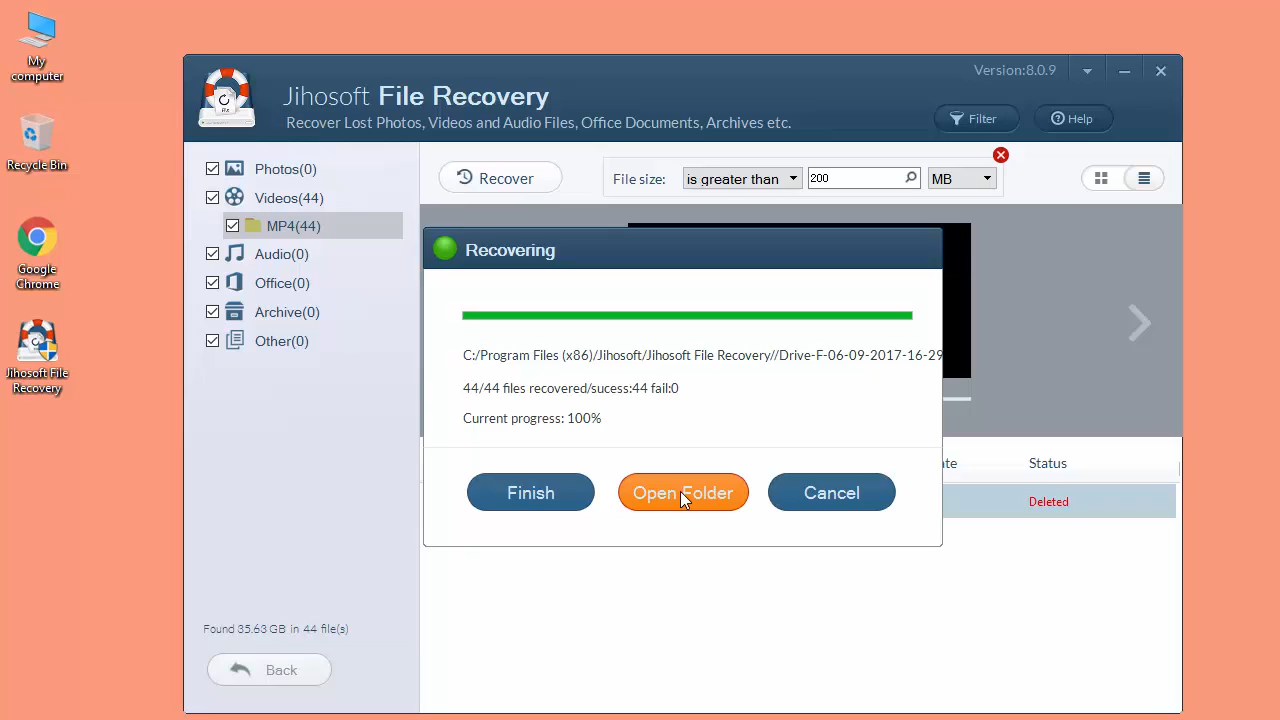 My
computer
Recycle Bin
Google
Chrome
Jihosoft File
Recovery
Version:8.0.9
Jihosoft File Recovery
Recover Lost Photos, Videos and Audio Files, Office Documents, Archives etc.
Filter
Help
Photos(0)
Videos(44)
MP4(44)
Audio(0)
Office(0)
Archive(0)
Other(0)
Found 35.63 GB in 44 file(s)
Back
Recover
File size: is greater than 200 MB
Recovering
C:/Program Files (x86)/Jihosoft/Jihosoft File Recovery//Drive-F-06-09-2017-16-29
44/44 files recovered/sucess:44 fail:0
Current progress: 100%
Finish
Open Folder
Cancel
Status
Deleted